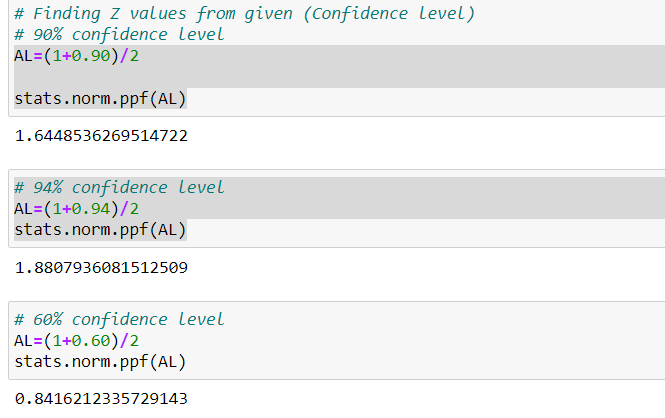 # Finding Z values from given (Confidence level)
# 90% confidence level
AL=(1+0.90)/2
stats.norm.ppf(AL)
1.6448536269514722
# 94% confidence level
AL=(1+0.94)/2
stats.norm.ppf(AL)
1.8807936081512509
# 60% confidence level
AL=(1+0.60)/2
stats.norm.ppf(AL)
0.8416212335729143